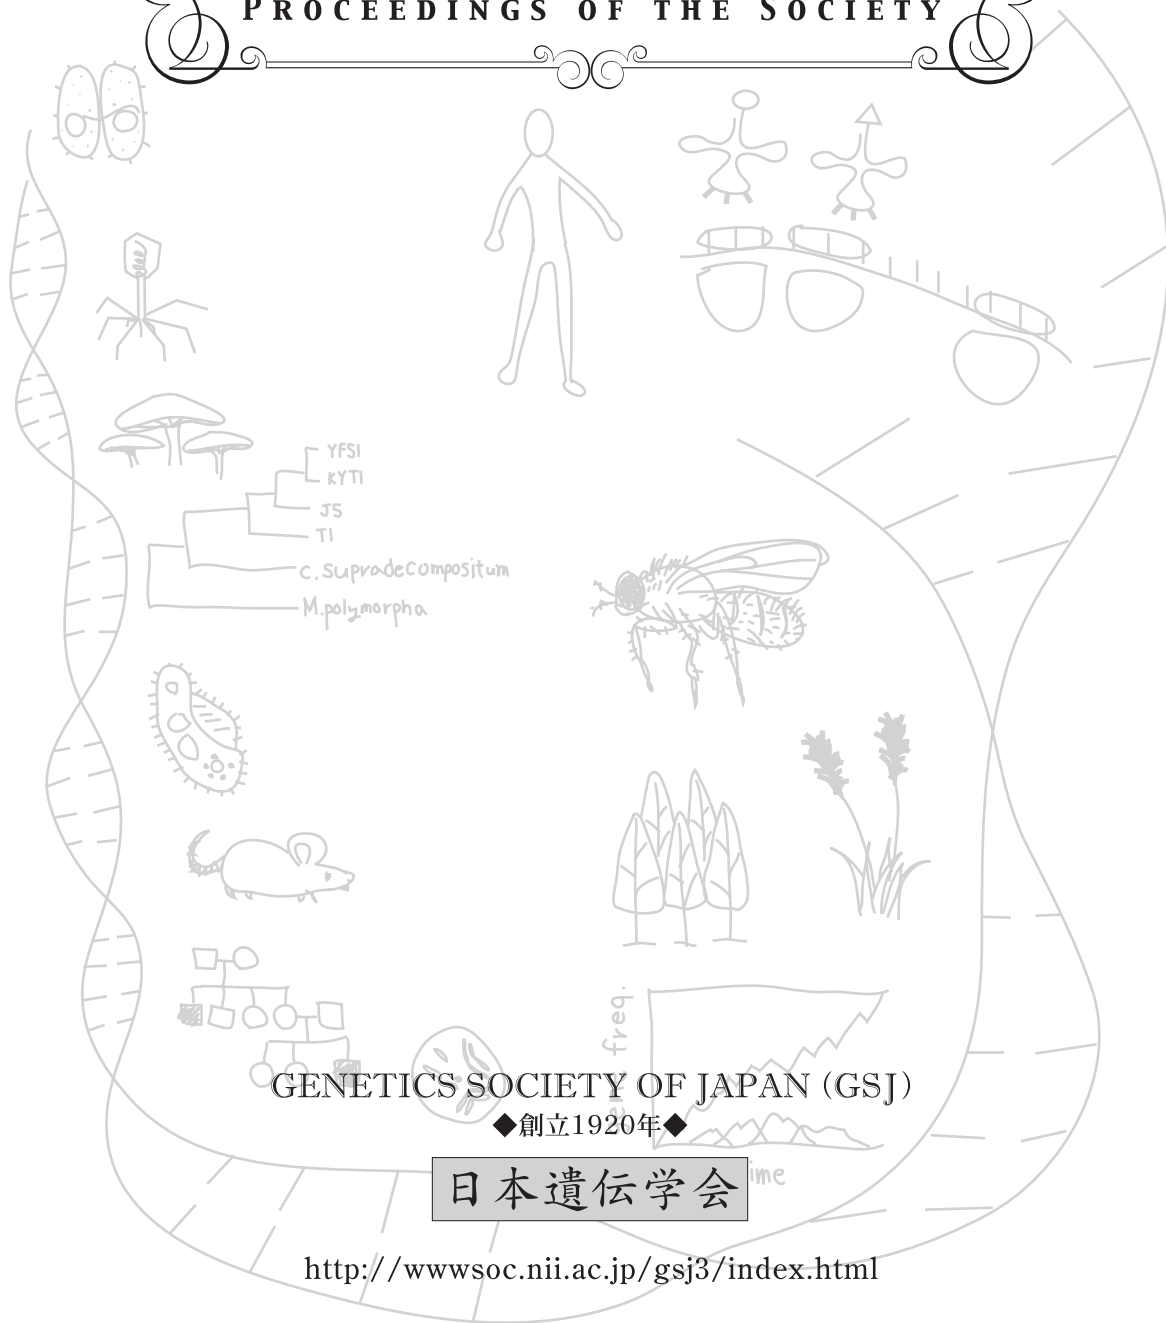 PROCEEDINGS OF THE SOCIETY
YFS1
KYT1
J5
T1
C.supradecompositum
M.polymorpha
freq.
GENETICS SOCIETY OF JAPAN (GSJ)
◆創立1920年◆
日本遺伝学会
http://wwwsoc.nii.ac.jp/gsj3/index.html